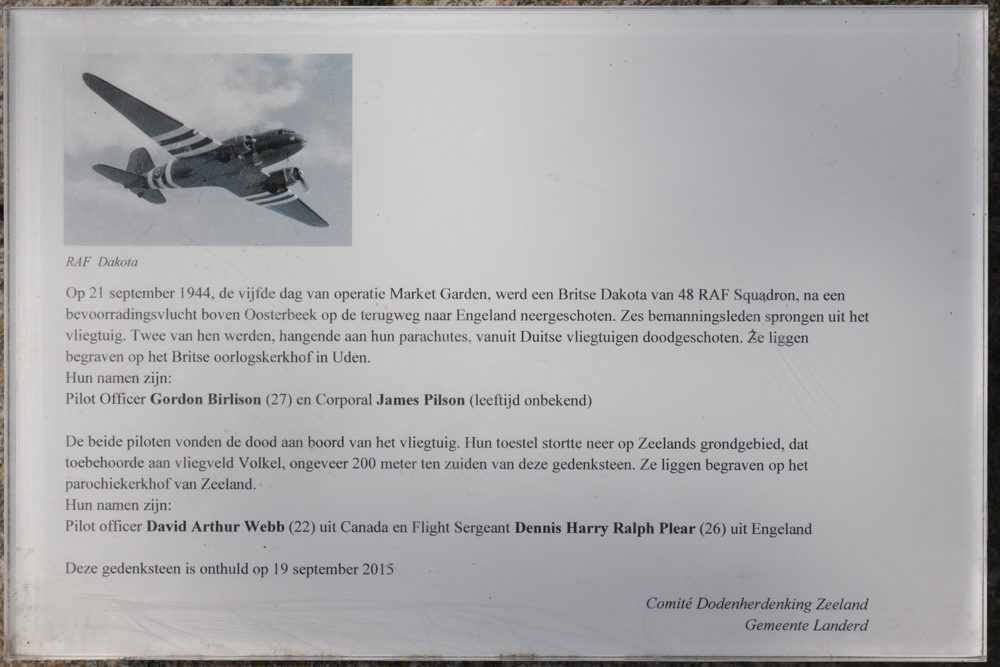 RAF Dakota
Op 21 september 1944, de vijfde dag van operatie Market Garden, werd een Britse Dakota van 48 RAF Squadron, na een
bevoorradingsvlucht boven Oosterbeek op de terugweg naar Engeland neergeschoten. Zes bemanningsleden sprongen uit het
vliegtuig. Twee van hen werden, hangende aan hun parachutes, vanuit Duitse vliegtuigen doodgeschoten. Ze liggen
begraven op het Britse oorlogskerkhof in Uden.
Hun namen zijn:
Pilot Officer Gordon Birlison (27) en Corporal James Pilson (leeftijd onbekend)
De beide piloten vonden de dood aan boord van het vliegtuig. Hun toestel stortte neer op Zeelands grondgebied, dat
toebehoorde aan vliegveld Volkel, ongeveer 200 meter ten zuiden van deze gedenksteen. Ze liggen begraven op het
parochiekerkhof van Zeeland.
Hun namen zijn:
Pilot officer David Arthur Webb (22) uit Canada en Flight Sergeant Dennis Harry Ralph Plear (26) uit Engeland
Deze gedenksteen is onthuld op 19 september 2015
Comité Dodenherdenking Zeeland
Gemeente Landerd